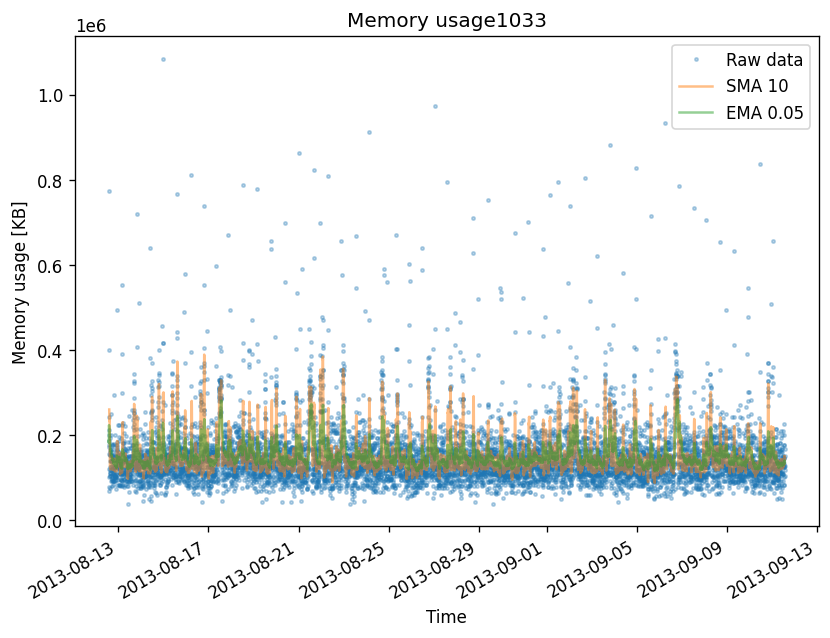 Memory usage1033
1e6
Raw data
SMA 10
EMA 0.05
1.0
0.8
0.6
0.4
0.2
0.0
Memory usage [KB]
2013-08-13
2013-08-17
2013-08-21
2013-08-25
2013-08-29
2013-09-01
2013-09-05
2013-09-09
2013-09-13
Time